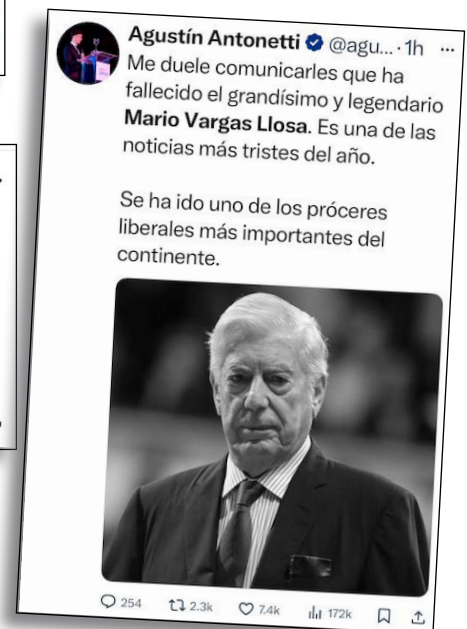 Agustín Antonetti @agu... · 1h ...
Me duele comunicarles que ha
fallecido el grandísimo y legendario
Mario Vargas Llosa. Es una de las
noticias más tristes del año.
Se ha ido uno de los próceres
liberales más importantes del
continente.
254 2.3k 7.4k 172k